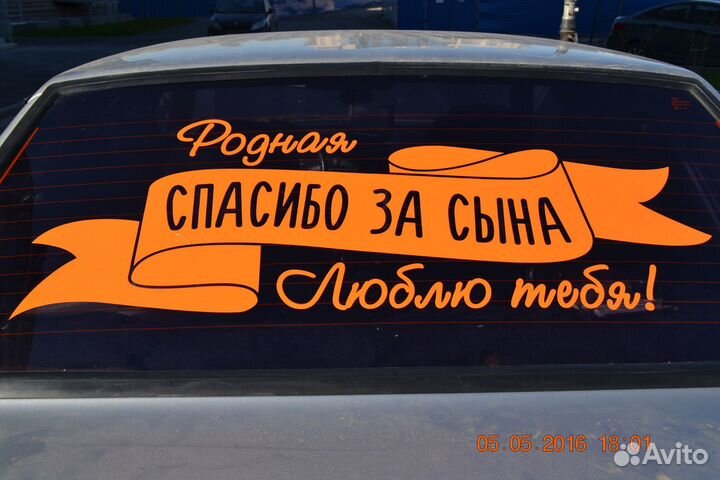 Родная
СПАСИБО ЗА СЫНА
Люблю тебя!
05.05.2016 18:01
Avito